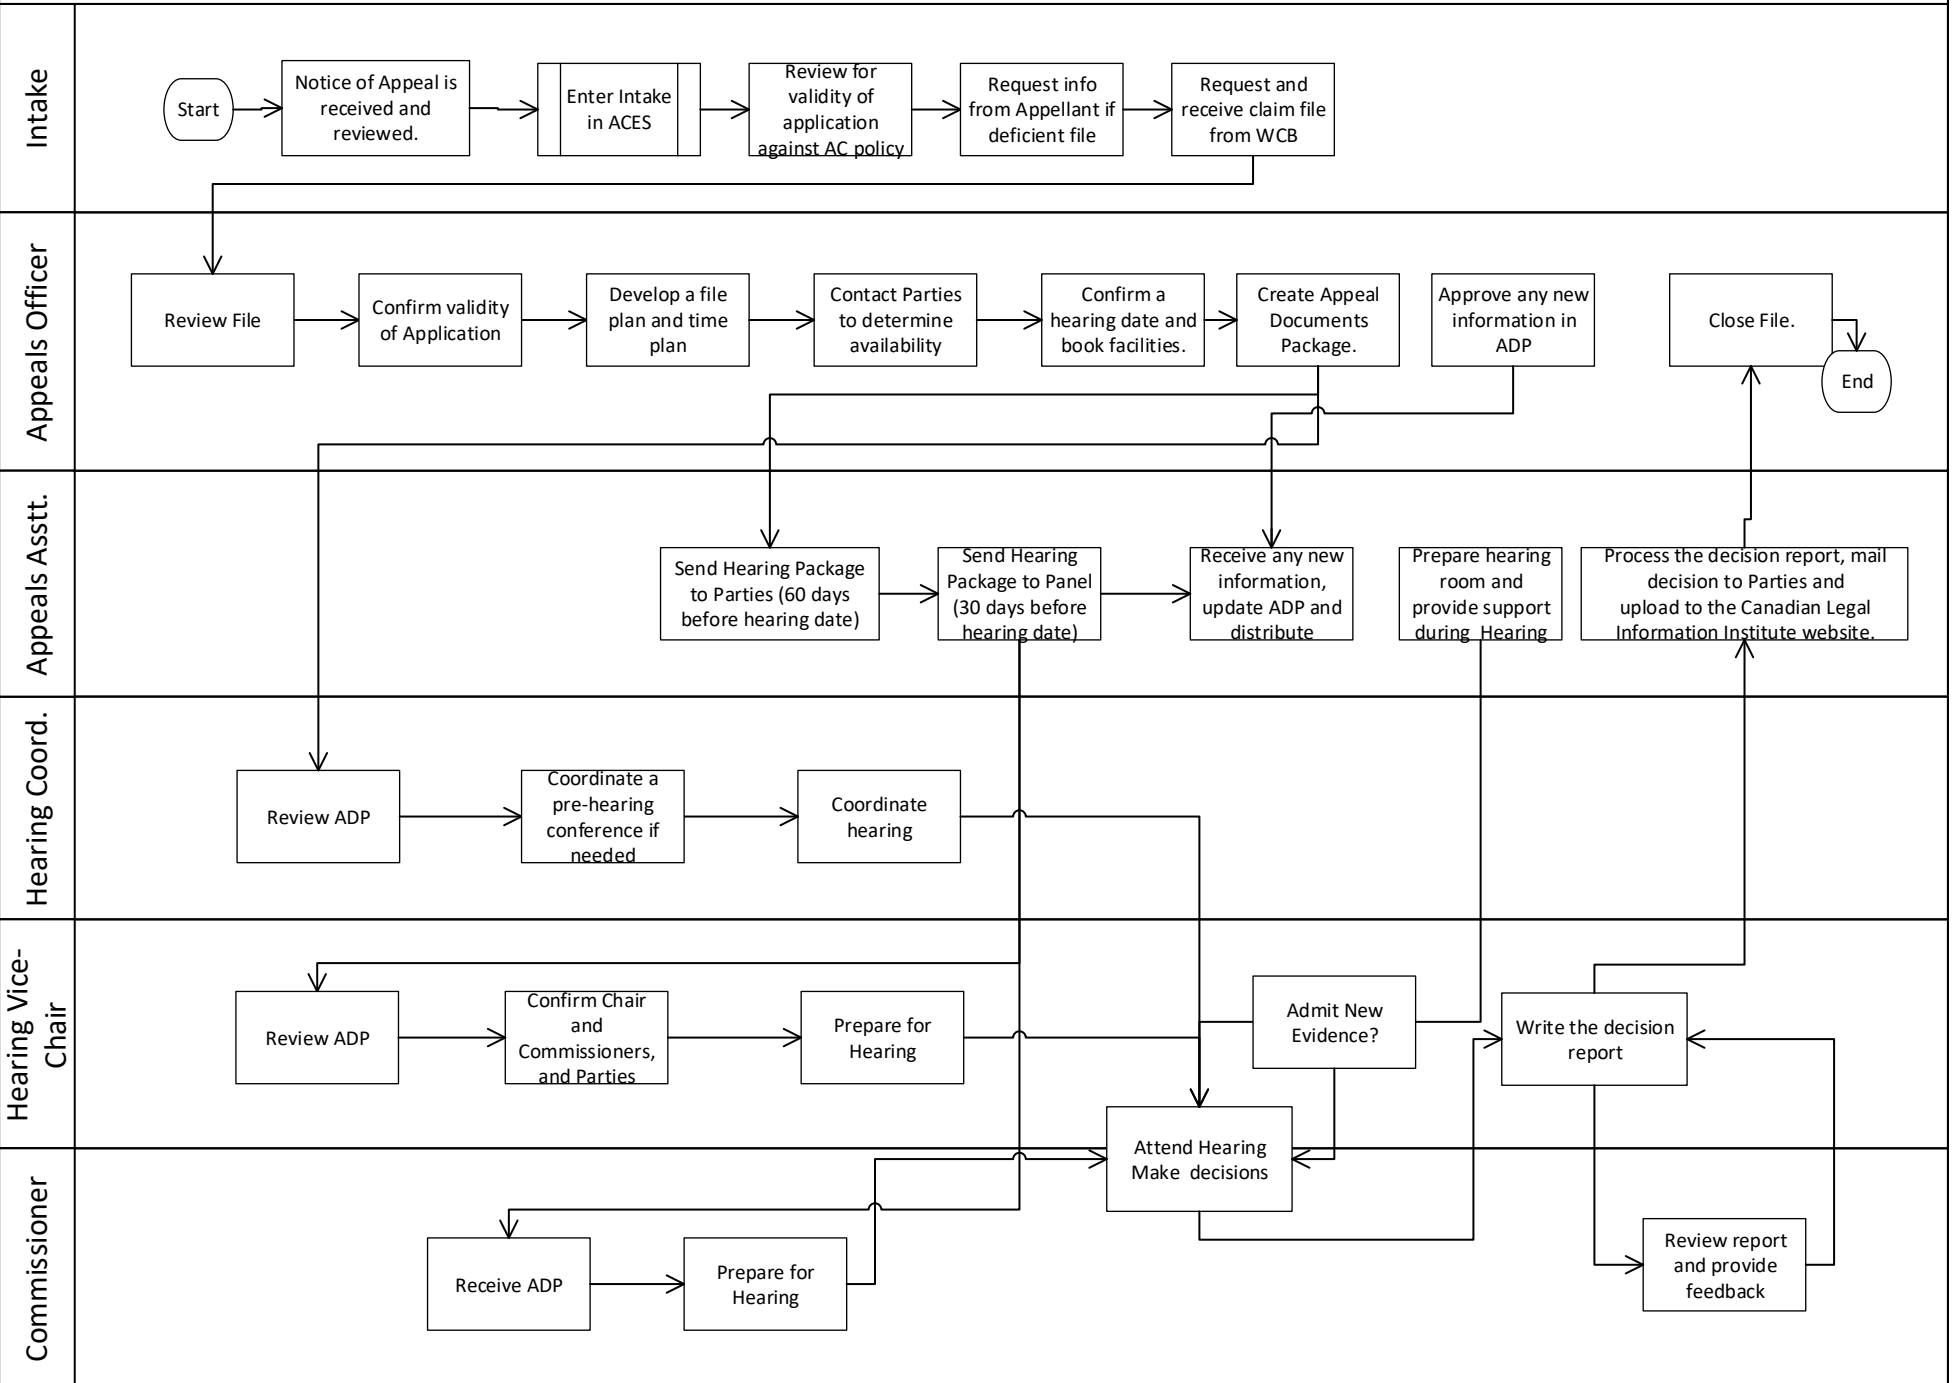 Intake
Start
Notice of Appeal is
received and
reviewed.
Enter Intake
in ACES
Review for
validity of
application
against AC policy
Request info
from Appellant if
deficient file
Request and
receive claim file
from WCB
Appeals Officer
Review File
Confirm validity
of Application
Develop a file
plan and time
plan
Contact Parties
to determine
availability
Confirm a
hearing date and
book facilities.
Create Appeal
Documents
Package.
Approve any new
information in
ADP
Close File.
End
Appeals Asstt.
Send Hearing Package
to Parties (60 days
before hearing date)
Send Hearing
Package to Panel
(30 days before
hearing date)
Receive any new
information,
update ADP and
distribute
Prepare hearing
room and
provide support
during  Hearing
Process the decision report, mail
decision to Parties and
upload to the Canadian Legal
Information Institute website.
Hearing Coord.
Review ADP
Coordinate a
pre-hearing
conference if
needed
Coordinate
hearing
Hearing Vice-
Chair
Review ADP
Confirm Chair
and
Commissioners,
and Parties
Prepare for
Hearing
Admit New
Evidence?
Write the decision
report
Attend Hearing
Make  decisions
Commissioner
Receive ADP
Prepare for
Hearing
Review report
and provide
feedback